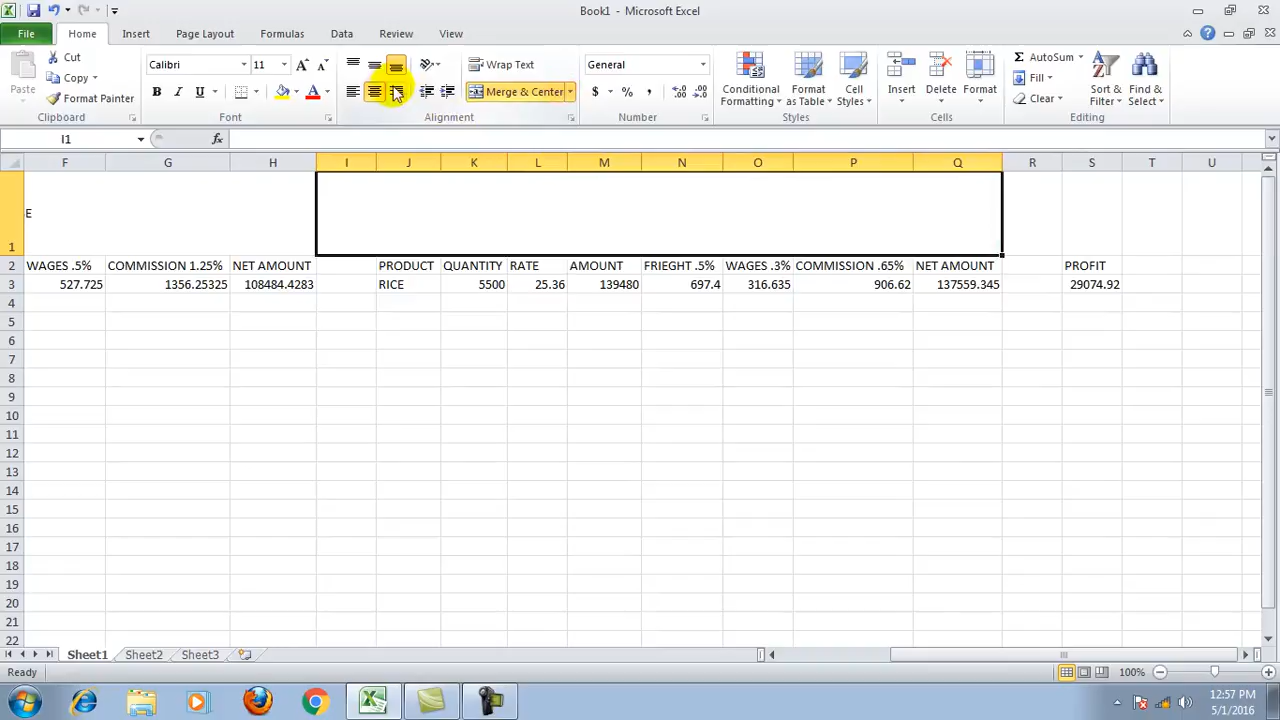 Book1 - Microsoft Excel
File Home Insert Page Layout Formulas Data Review View
Paste Cut Calibri 11 Wrap Text General Conditional Formatting Format as Table Cell Styles Insert Delete Format AutoSum Sort & Filter Find & Select
Copy Fill
Format Painter B I U A Merge & Center $ % , Clear
Clipboard Font Alignment Number Styles Cells Editing
I1 fx
F G H I J K L M N O P Q R S T U
1 E
2 WAGES .5% COMMISSION 1.25% NET AMOUNT PRODUCT QUANTITY RATE AMOUNT FRIEGHT .5% WAGES .3% COMMISSION .65% NET AMOUNT PROFIT
3 527.725 1356.25325 108484.4283 RICE 5500 25.36 139480 697.4 316.635 906.62 137559.345 29074.92
4
5
6
7
8
9
10
11
12
13
14
15
16
17
18
19
20
21
22
Sheet1 Sheet2 Sheet3
Ready 100%
12:57 PM
5/1/2016